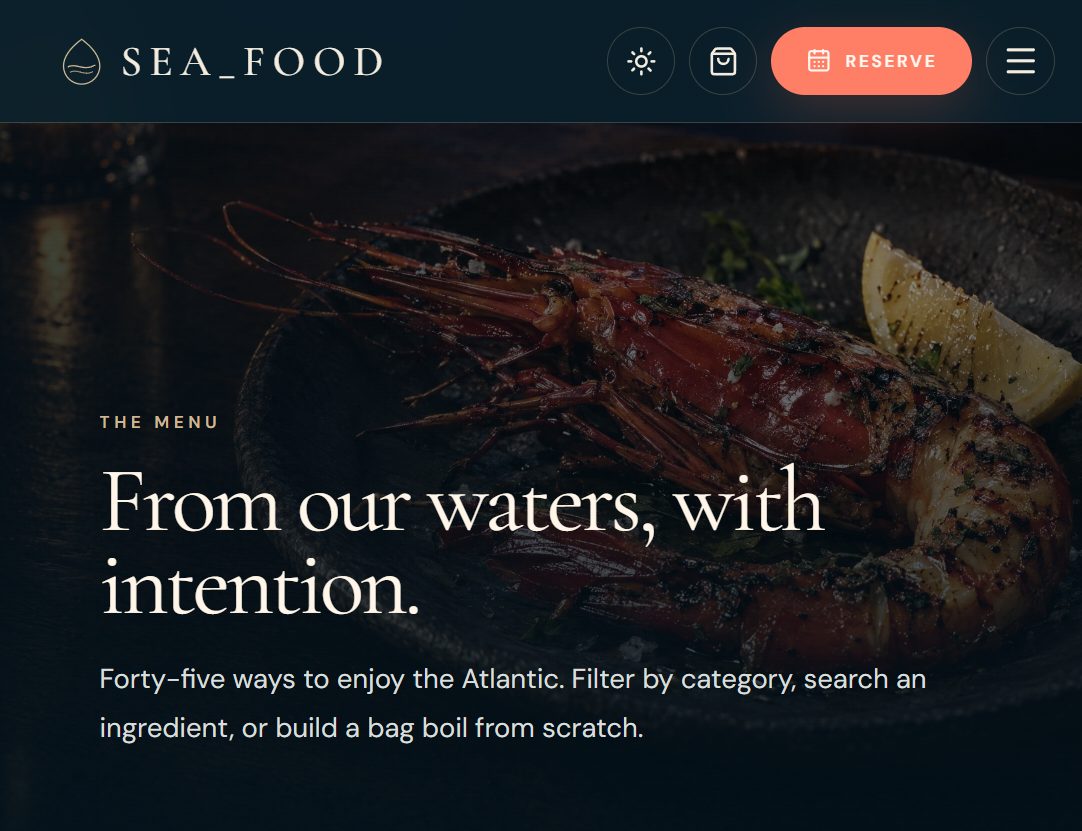 SEA_FOOD
RESERVE
THE MENU
From our waters, with
intention.
Forty-five ways to enjoy the Atlantic. Filter by category, search an
ingredient, or build a bag boil from scratch.